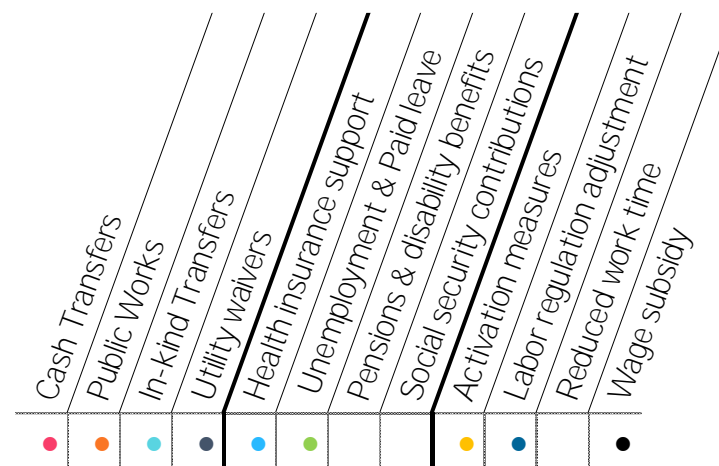 Cash Transfers
Public Works
In-kind Transfers
Utility waivers
Health insurance support
Unemployment & Paid leave
Pensions & disability benefits
Social security contributions
Activation measures
Labor regulation adjustment
Reduced work time
Wage subsidy